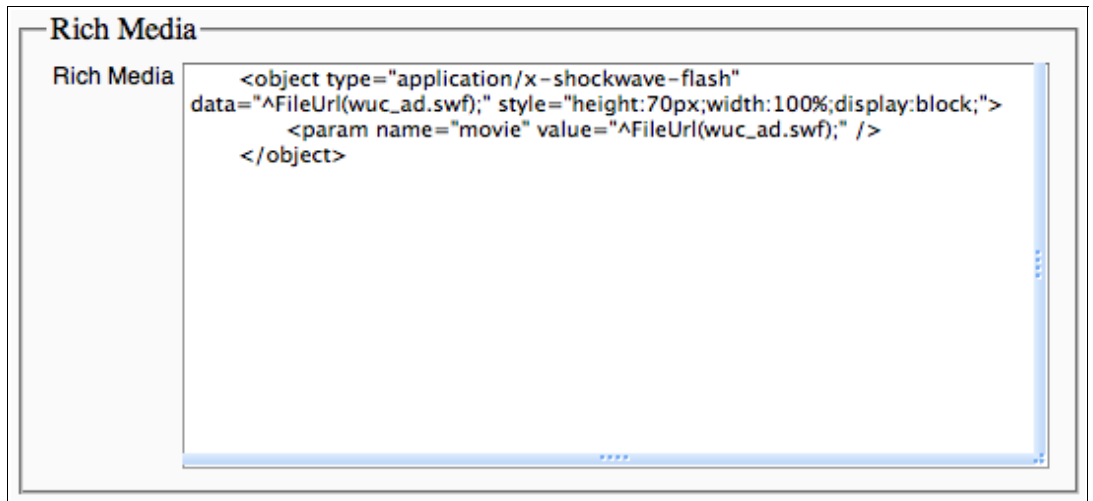 Rich Media
Rich Media
<object type="application/x-shockwave-flash"
data="^FileUrl(wuc_ad.swf);" style="height:70px;width:100%;display:block;">
<param name="movie" value="^FileUrl(wuc_ad.swf);" />
</object>